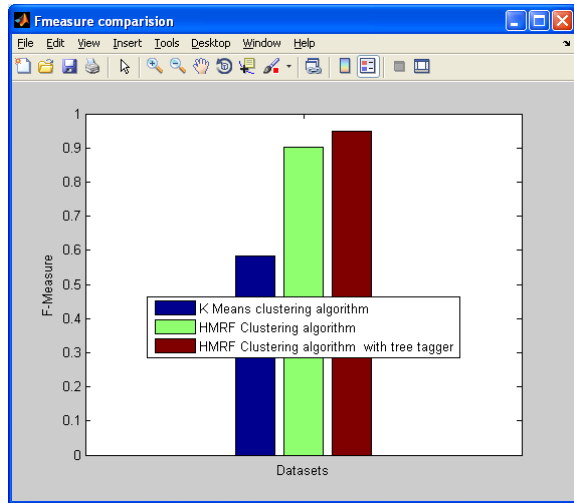 Fmeasure comparision
File Edit View Insert Tools Desktop Window Help
1
0.9
0.8
0.7
0.6
0.5
0.4
0.3
0.2
0.1
0
F-Measure
K Means clustering algorithm
HMRF Clustering algorithm
HMRF Clustering algorithm with tree tagger
Datasets